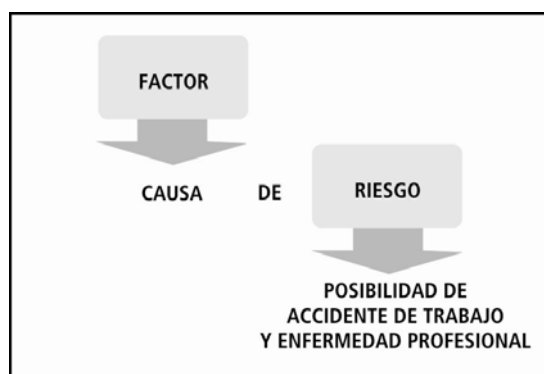 FACTOR
CAUSA DE RIESGO
POSIBILIDAD DE
ACCIDENTE DE TRABAJO
Y ENFERMEDAD PROFESIONAL